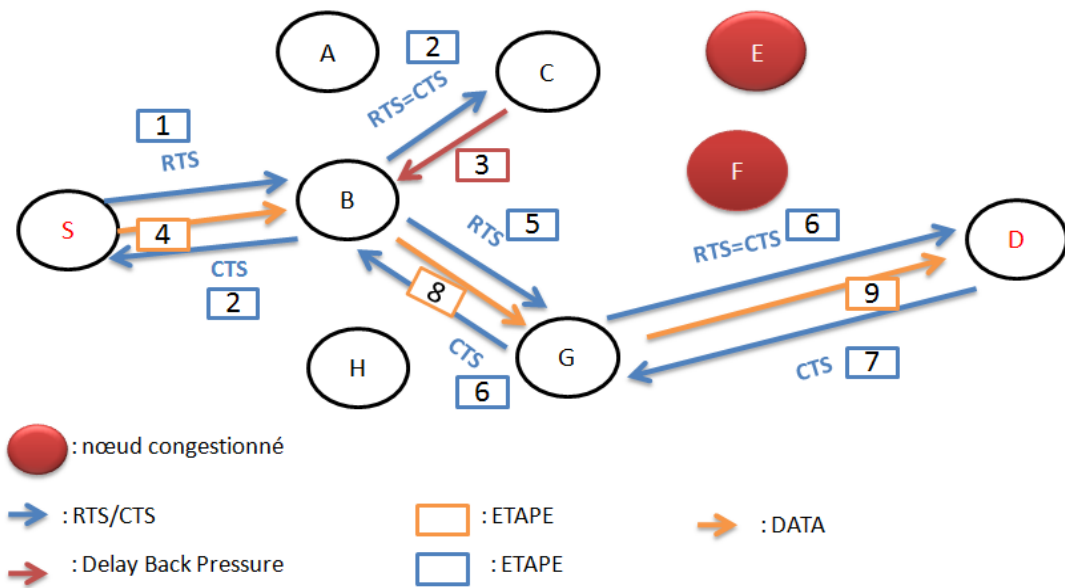 A
2
C
E
RTS=CTS
1
RTS
3
F
B
S
4
RTS
5
6
RTS=CTS
D
CTS
2
8
9
H
CTS
G
CTS
7
6
: nœud congestionné
: RTS/CTS
: ETAPE
: DATA
: Delay Back Pressure
: ETAPE